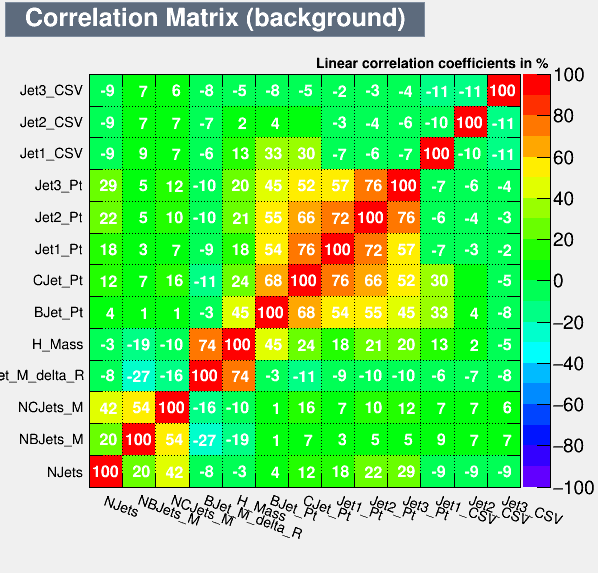 Correlation Matrix (background)
Linear correlation coefficients in %
Jet3_CSV -9 7 6 -8 -5 -8 -5 -2 -3 -4 -11 -11 100
Jet2_CSV -9 7 7 -7 2 4 -3 -4 -6 -10 100 -11
Jet1_CSV -9 9 7 -6 13 33 30 -7 -6 -7 100 -10 -11
Jet3_Pt 29 5 12 -10 20 45 52 57 76 100 -7 -6 -4
Jet2_Pt 22 5 10 -10 21 55 66 72 100 76 -6 -4 -3
Jet1_Pt 18 3 7 -9 18 54 76 100 72 57 -7 -3 -2
CJet_Pt 12 7 16 -11 24 68 100 76 66 52 30 -5
BJet_Pt 4 1 1 -3 45 100 68 54 55 45 33 4 -8
H_Mass -3 -19 -10 74 100 45 24 18 21 20 13 2 -5
et_M_delta_R -8 -27 -16 100 74 -3 -11 -9 -10 -10 -6 -7 -8
NCJets_M 42 54 100 -16 -10 1 16 7 10 12 7 7 6
NBJets_M 20 100 54 -27 -19 1 7 3 5 5 9 7 7
NJets 100 20 42 -8 -3 4 12 18 22 29 -9 -9 -9
NJets NBJets_M NCJets_M BJet_M_delta_R H_Mass BJet_Pt CJet_Pt Jet1_Pt Jet2_Pt Jet3_Pt Jet1_CSV Jet2_CSV Jet3_CSV
100
80
60
40
20
0
−20
−40
−60
−80
−100